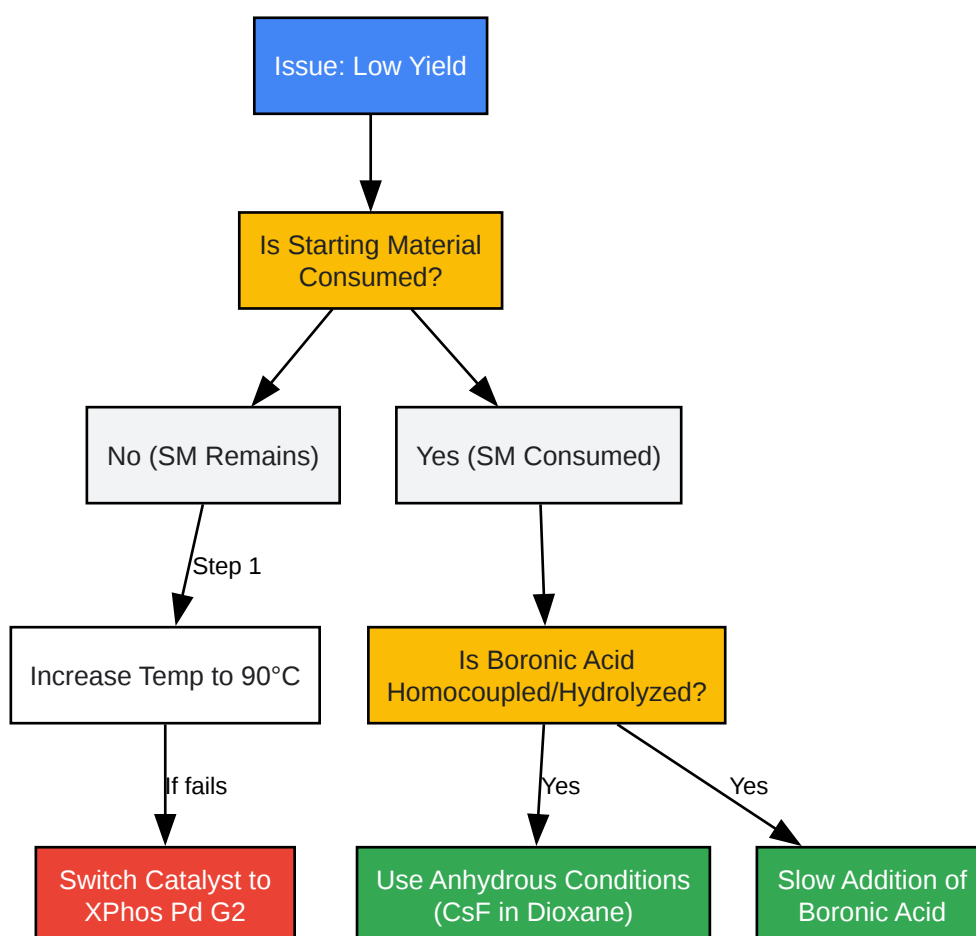 Issue: Low Yield
Is Starting Material
Consumed?
No (SM Remains)
Yes (SM Consumed)
Step 1
Increase Temp to 90°C
Is Boronic Acid
Homocoupled/Hydrolyzed?
If fails
Yes
Yes
Switch Catalyst to
XPhos Pd G2
Use Anhydrous Conditions
(CsF in Dioxane)
Slow Addition of
Boronic Acid